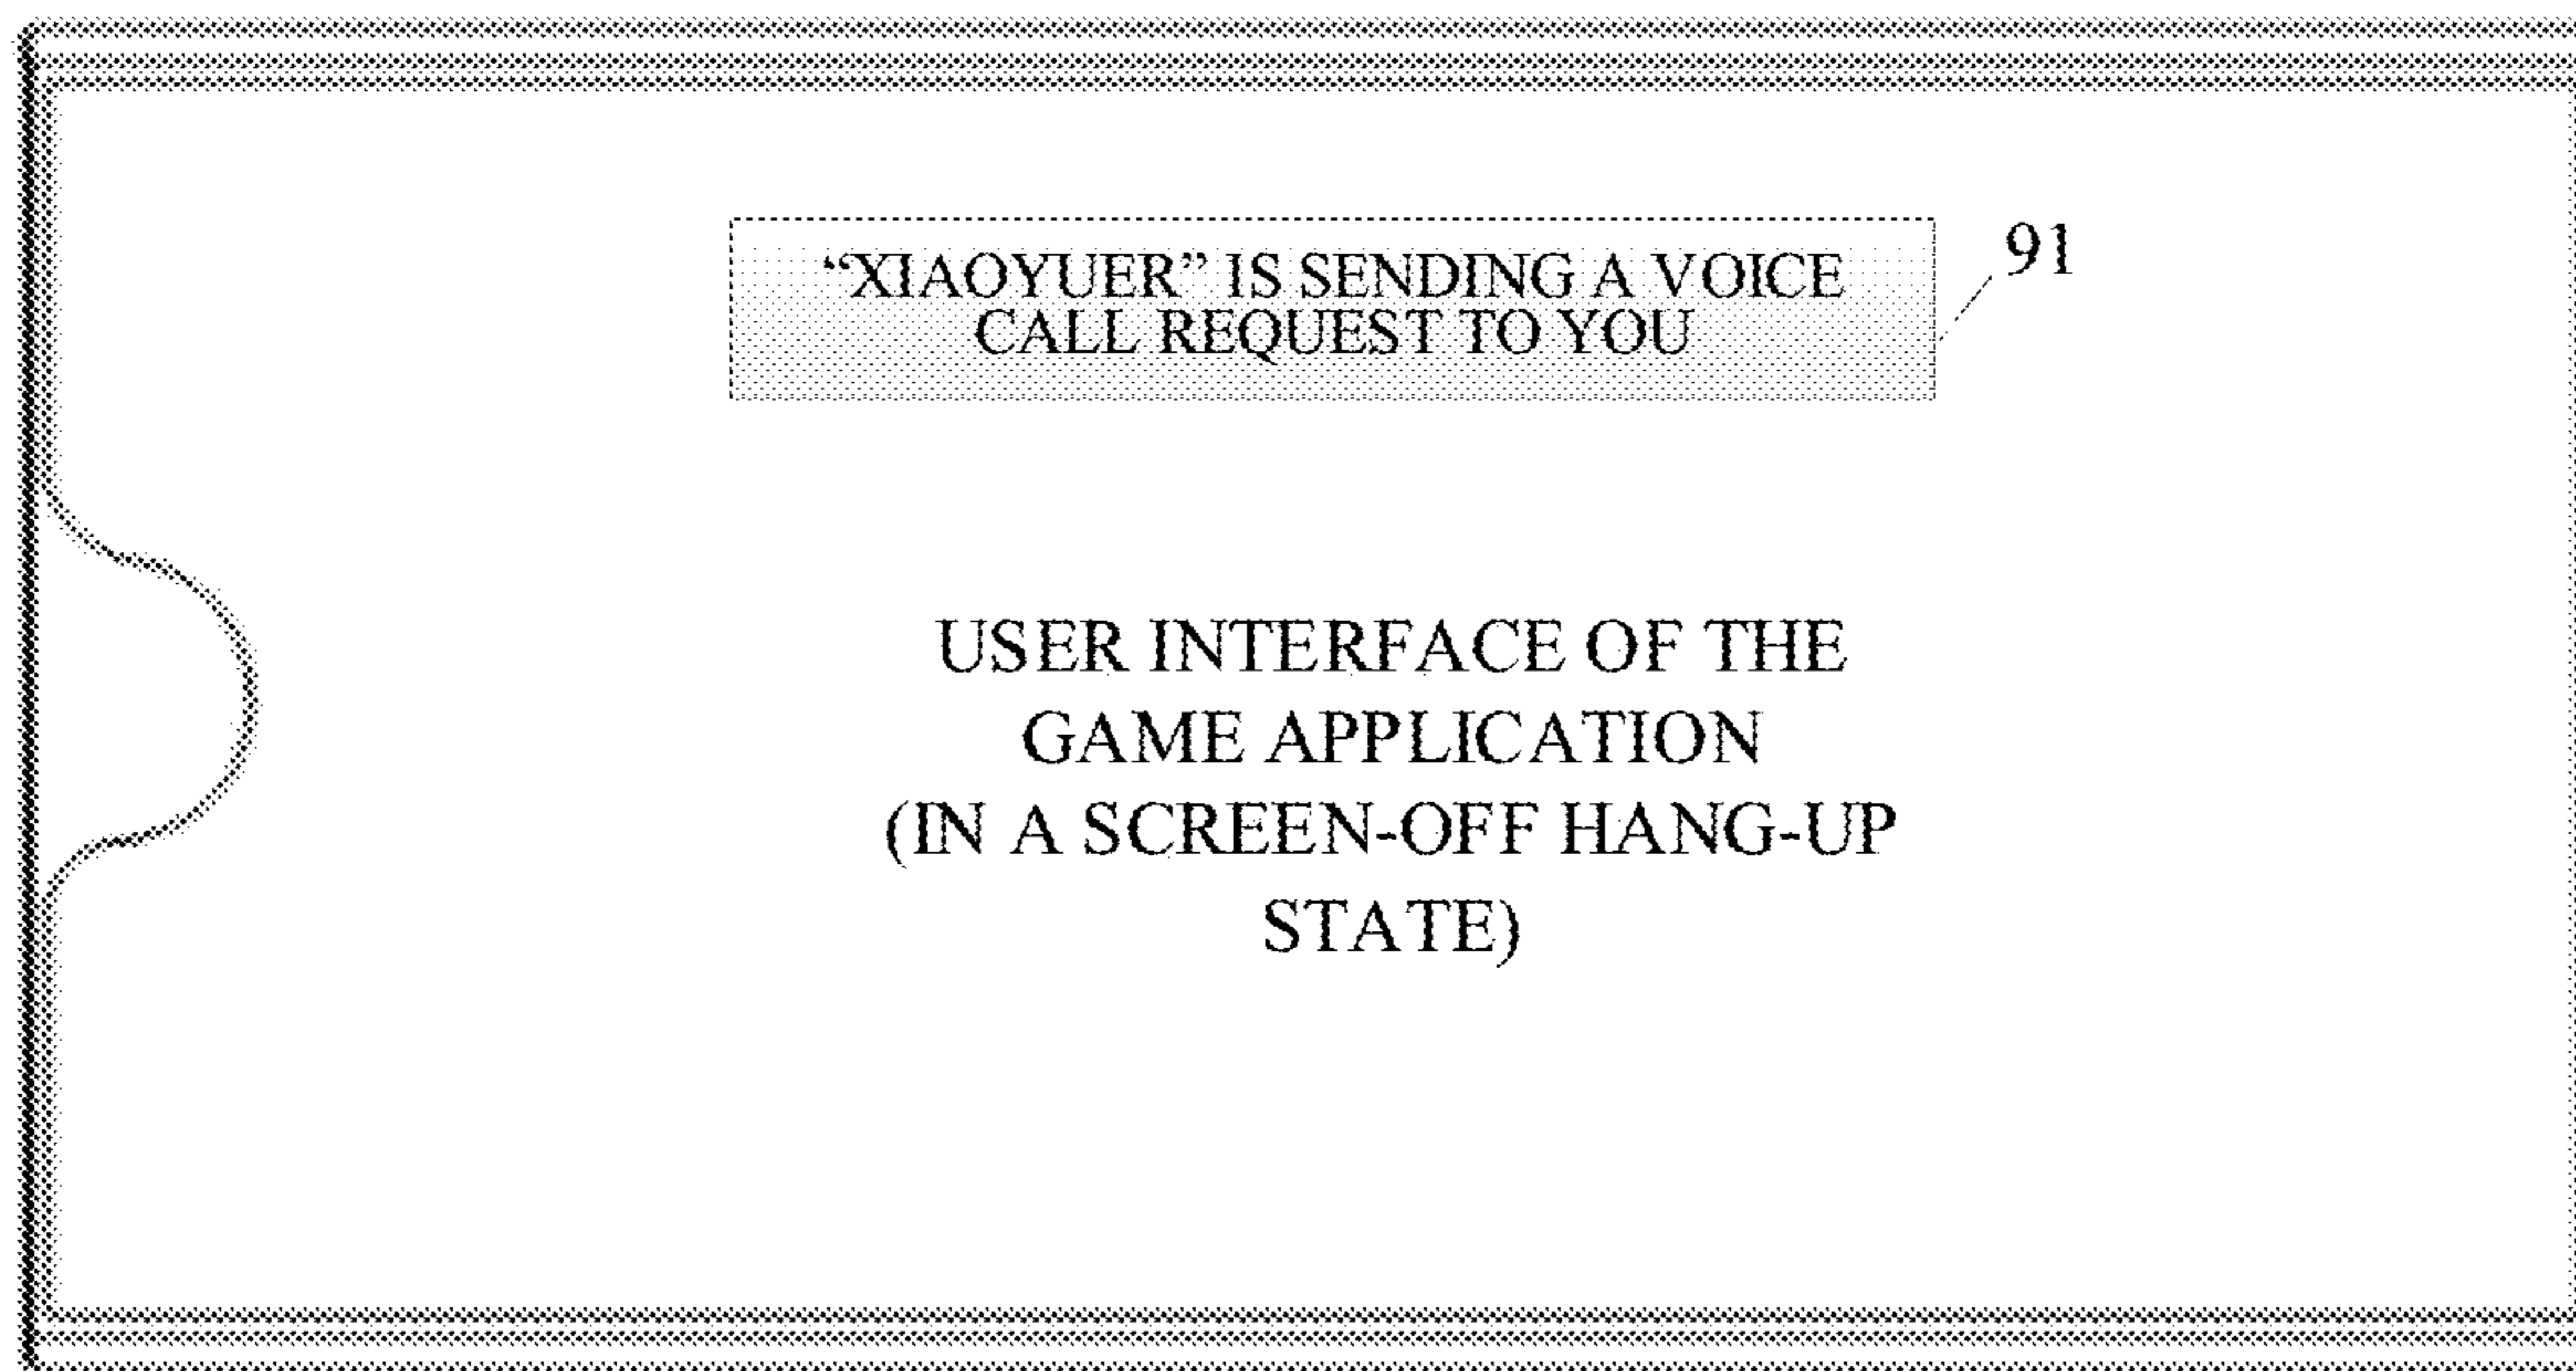 “XIAOYUER” IS SENDING A VOICE
CALL REQUEST TO YOU
91
USER INTERFACE OF THE
GAME APPLICATION
(IN A SCREEN-OFF HANG-UP
STATE)